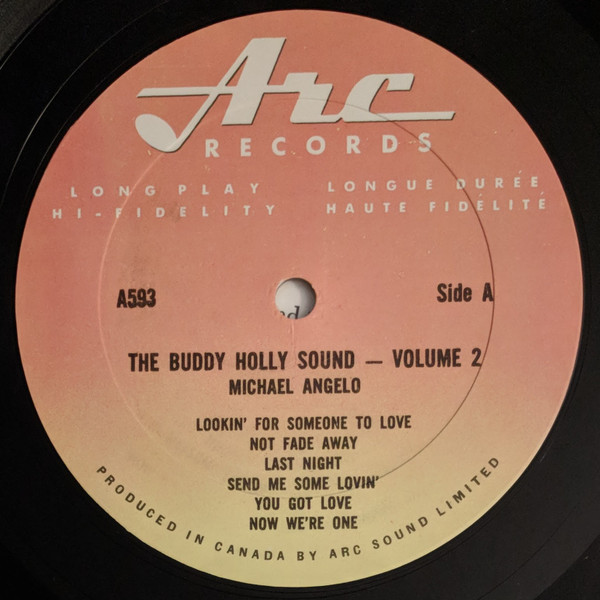 Arc
RECORDS
LONG PLAY LONGUE DURÉE
HI-FIDELITY HAUTE FIDÉLITÉ
A593 Side A
THE BUDDY HOLLY SOUND — VOLUME 2
MICHAEL ANGELO
LOOKIN' FOR SOMEONE TO LOVE
NOT FADE AWAY
LAST NIGHT
SEND ME SOME LOVIN'
YOU GOT LOVE
NOW WE'RE ONE
PRODUCED IN CANADA BY ARC SOUND LIMITED